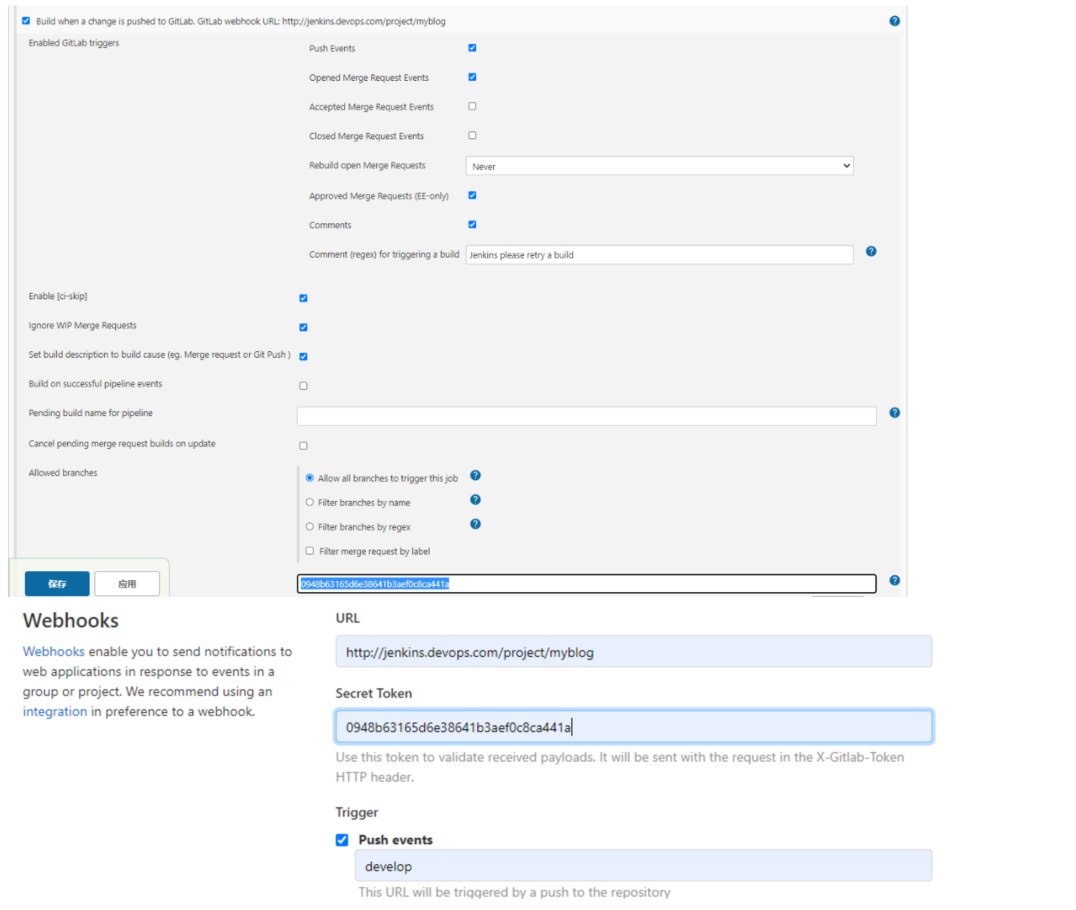 Build when a change is pushed to GitLab. GitLab webhook URL: http://jenkins.devops.com/project/myblog
Enabled GitLab triggers
Push Events
Opened Merge Request Events
Accepted Merge Request Events
Closed Merge Request Events
Rebuild open Merge Requests
Never
Approved Merge Requests (EE-only)
Comments
Comment (regex) for triggering a build
Jenkins please retry a build
Enable [ci-skip]
Ignore WIP Merge Requests
Set build description to build cause (eg. Merge request or Git Push )
Build on successful pipeline events
Pending build name for pipeline
Cancel pending merge request builds on update
Allowed branches
Allow all branches to trigger this job
Filter branches by name
Filter branches by regex
Filter merge request by label
保存
应用
0948b63165d6e38641b3aef0c8ca441a
Webhooks
Webhooks enable you to send notifications to
web applications in response to events in a
group or project. We recommend using an
integration in preference to a webhook.
URL
http://jenkins.devops.com/project/myblog
Secret Token
0948b63165d6e38641b3aef0c8ca441a
Use this token to validate received payloads. It will be sent with the request in the X-Gitlab-Token
HTTP header.
Trigger
Push events
develop
This URL will be triggered by a push to the repository